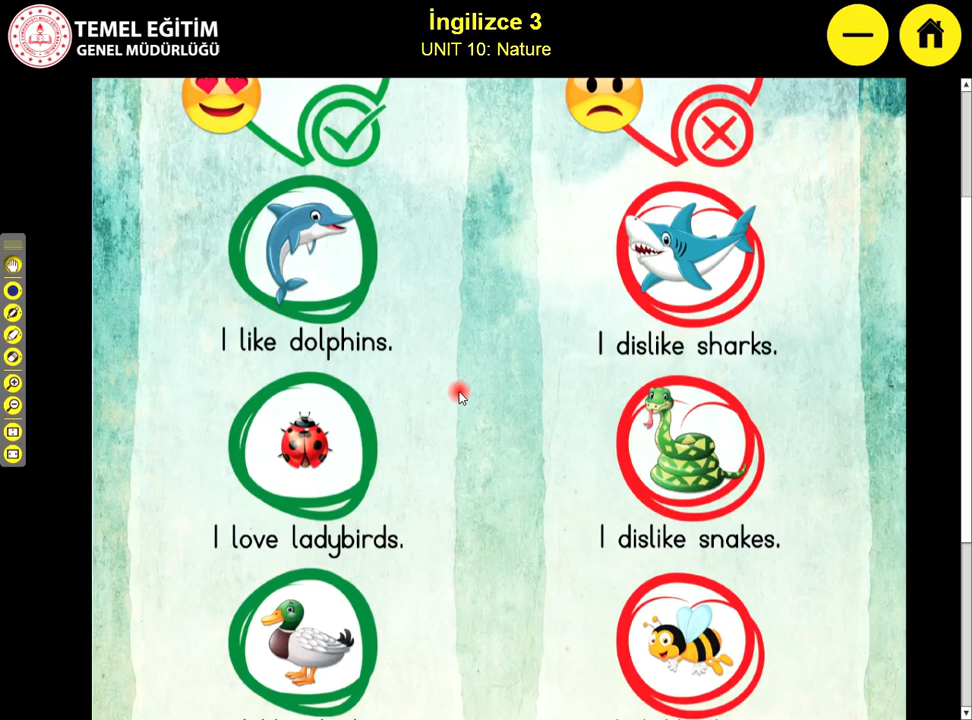 TEMEL EĞİTİM
GENEL MÜDÜRLÜĞÜ
İngilizce 3
UNIT 10: Nature
I like dolphins.
I dislike sharks.
I love ladybirds.
I dislike snakes.